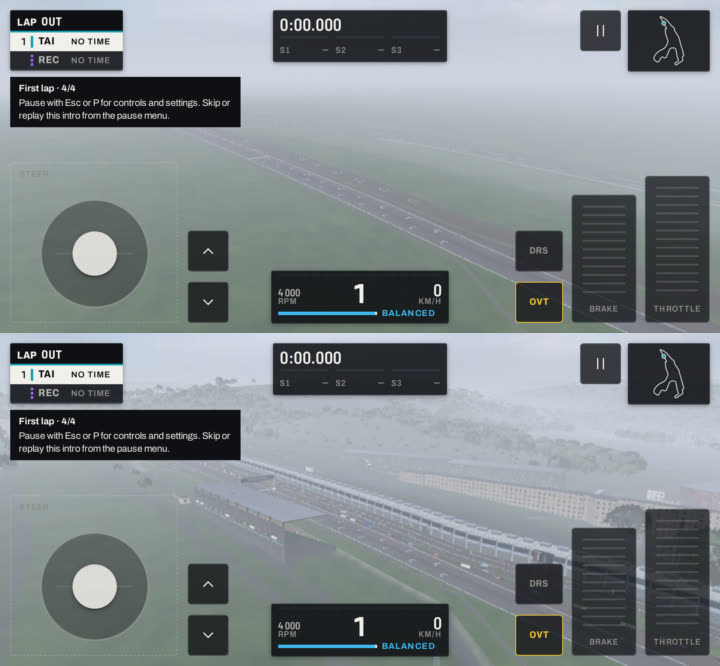 LAP OUT
1 TAI NO TIME
REC NO TIME
0:00.000
S1 – S2 – S3 –
First lap · 4/4
Pause with Esc or P for controls and settings. Skip or
replay this intro from the pause menu.
STEER
4000
RPM
1
0
KM/H
BALANCED
DRS
OVT
BRAKE
THROTTLE
LAP OUT
1 TAI NO TIME
REC NO TIME
0:00.000
S1 – S2 – S3 –
First lap · 4/4
Pause with Esc or P for controls and settings. Skip or
replay this intro from the pause menu.
STEER
4000
RPM
1
0
KM/H
BALANCED
DRS
OVT
BRAKE
THROTTLE